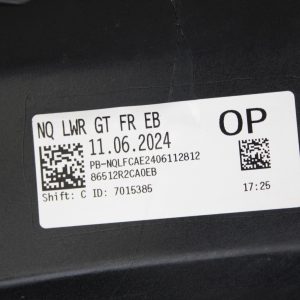 NQ LWR GT FR EB
OP
11.06.2024
PB-NQLFCAE2406112812
86512R2CA0EB
Shift: C ID: 7015385
17:25